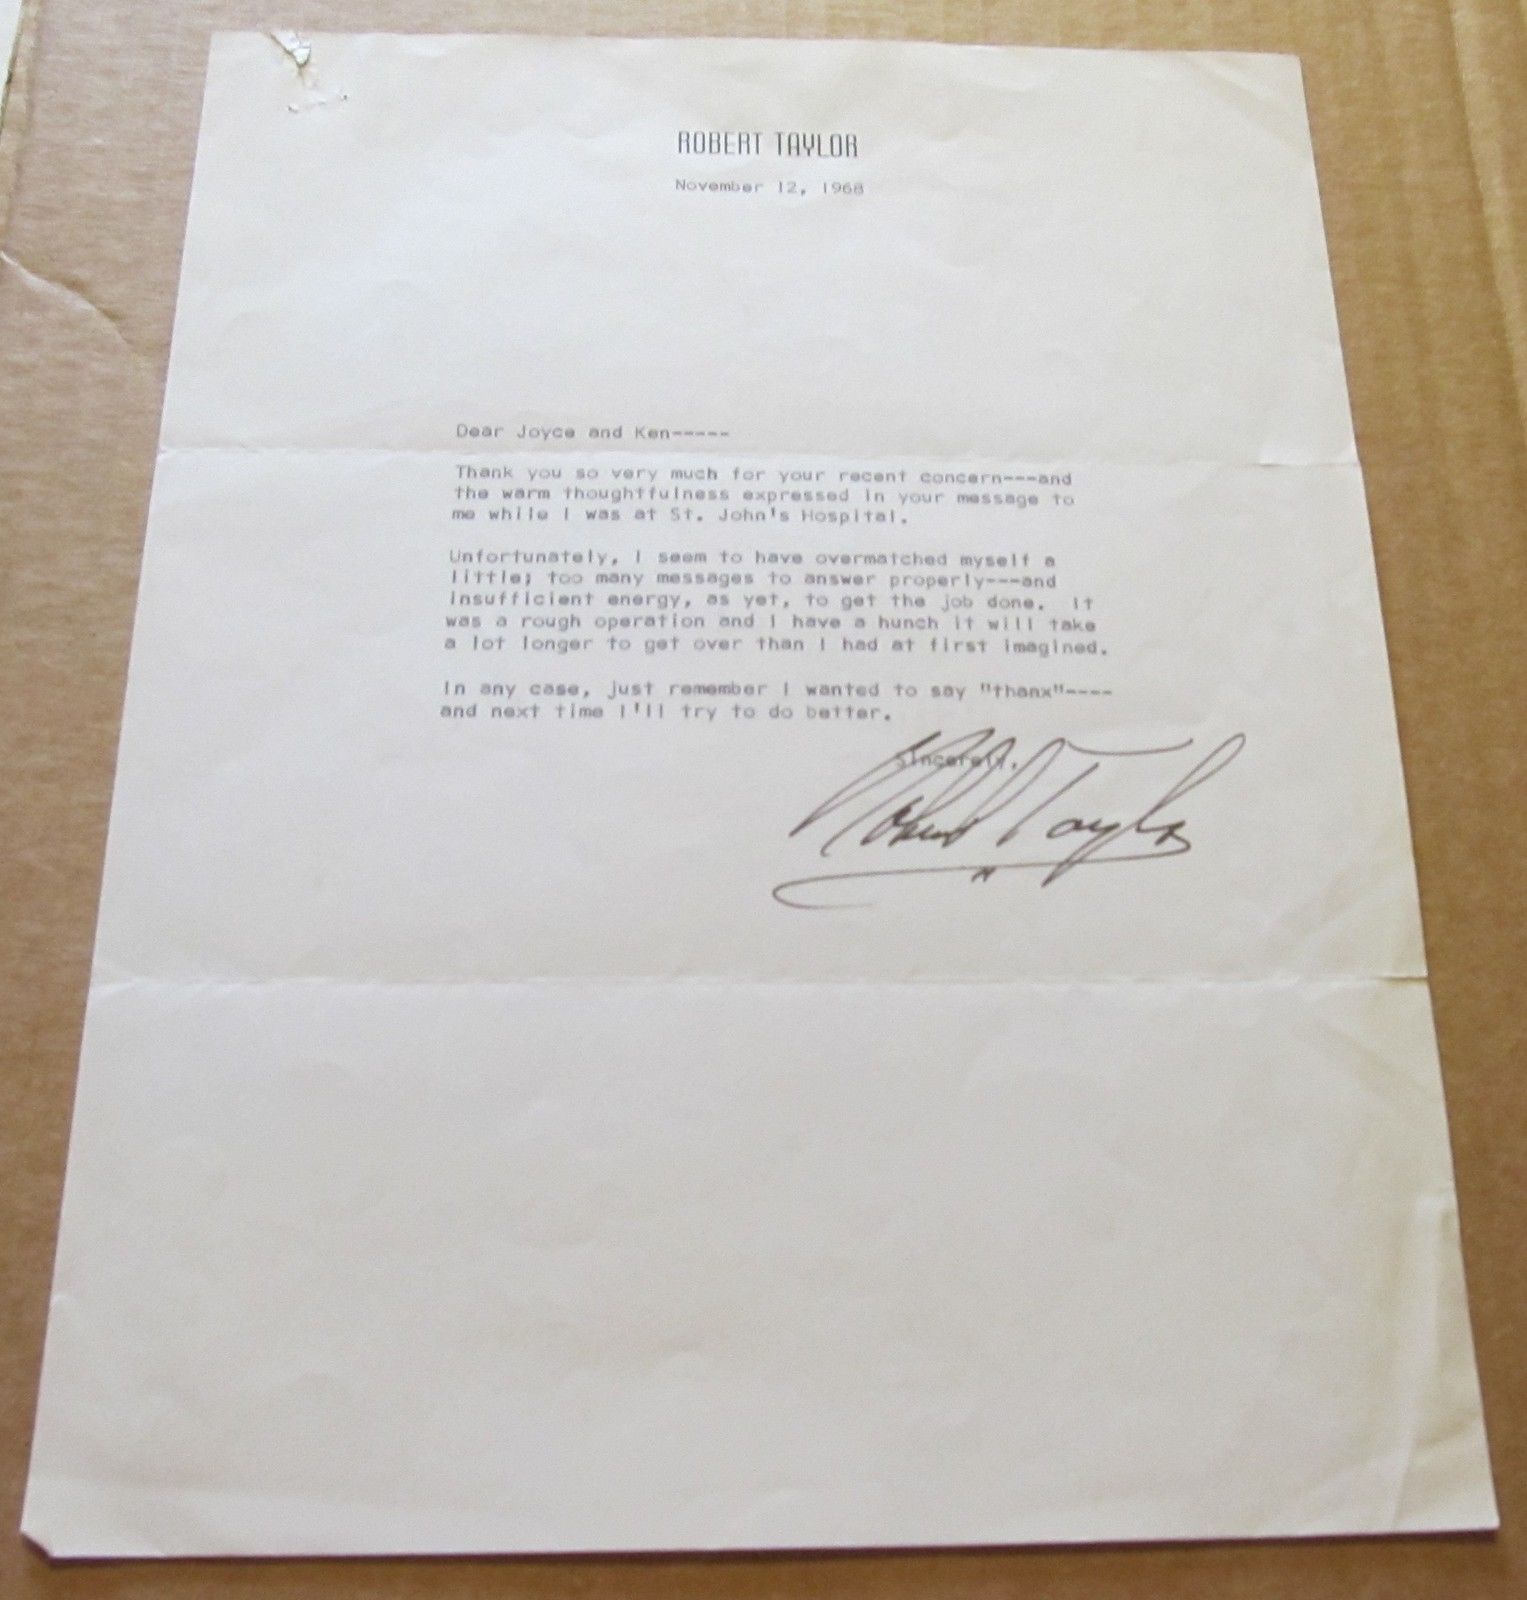 ROBERT TAYLOR
November 12, 1968
Dear Joyce and Ken-----
Thank you so very much for your recent concern---and
the warm thoughtfulness expressed in your message to
me while I was at St. John's Hospital.
Unfortunately, I seem to have overmatched myself a
little; too many messages to answer properly---and
insufficient energy, as yet, to get the job done. It
was a rough operation and I have a hunch it will take
a lot longer to get over than I had at first imagined.
In any case, just remember I wanted to say "thanx"----
and next time I'll try to do better.
Sincerely,
Robert Taylor